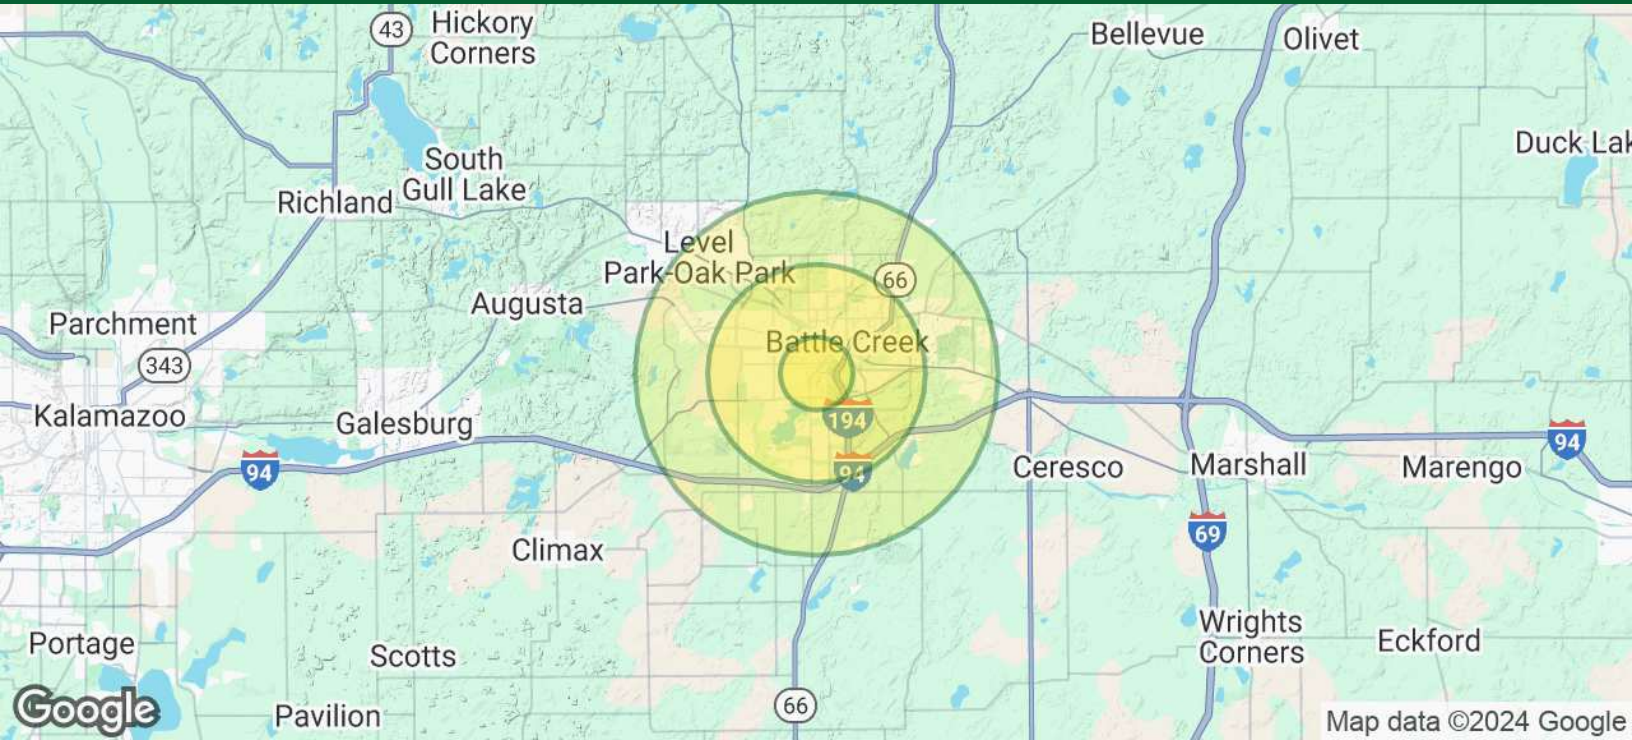 43
Hickory
Corners
Bellevue
Olivet
Duck Lak
South
Gull Lake
Richland
Level
Park-Oak Park
66
Augusta
Parchment
343
Battle Creek
Kalamazoo
Galesburg
194
94
94
94
Ceresco
Marshall
Marengo
69
Climax
Wrights
Corners
Eckford
Portage
Scotts
66
Google
Pavilion
Map data ©2024 Google